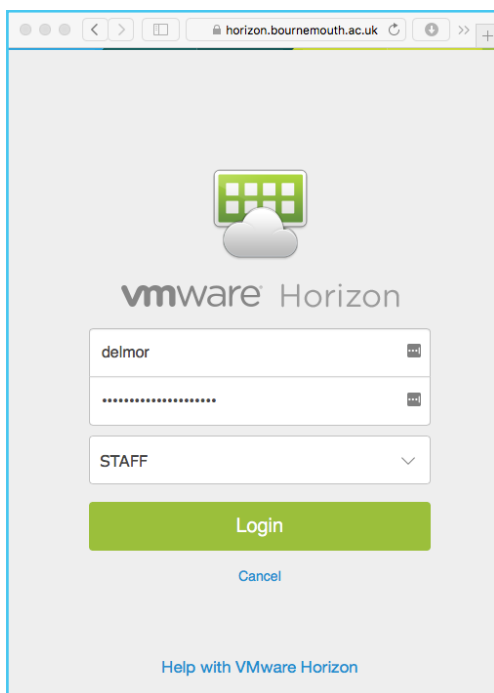 horizon.bournemouth.ac.uk
vmware Horizon
delmor
•••••••••••••••••••••
STAFF
Login
Cancel
Help with VMware Horizon